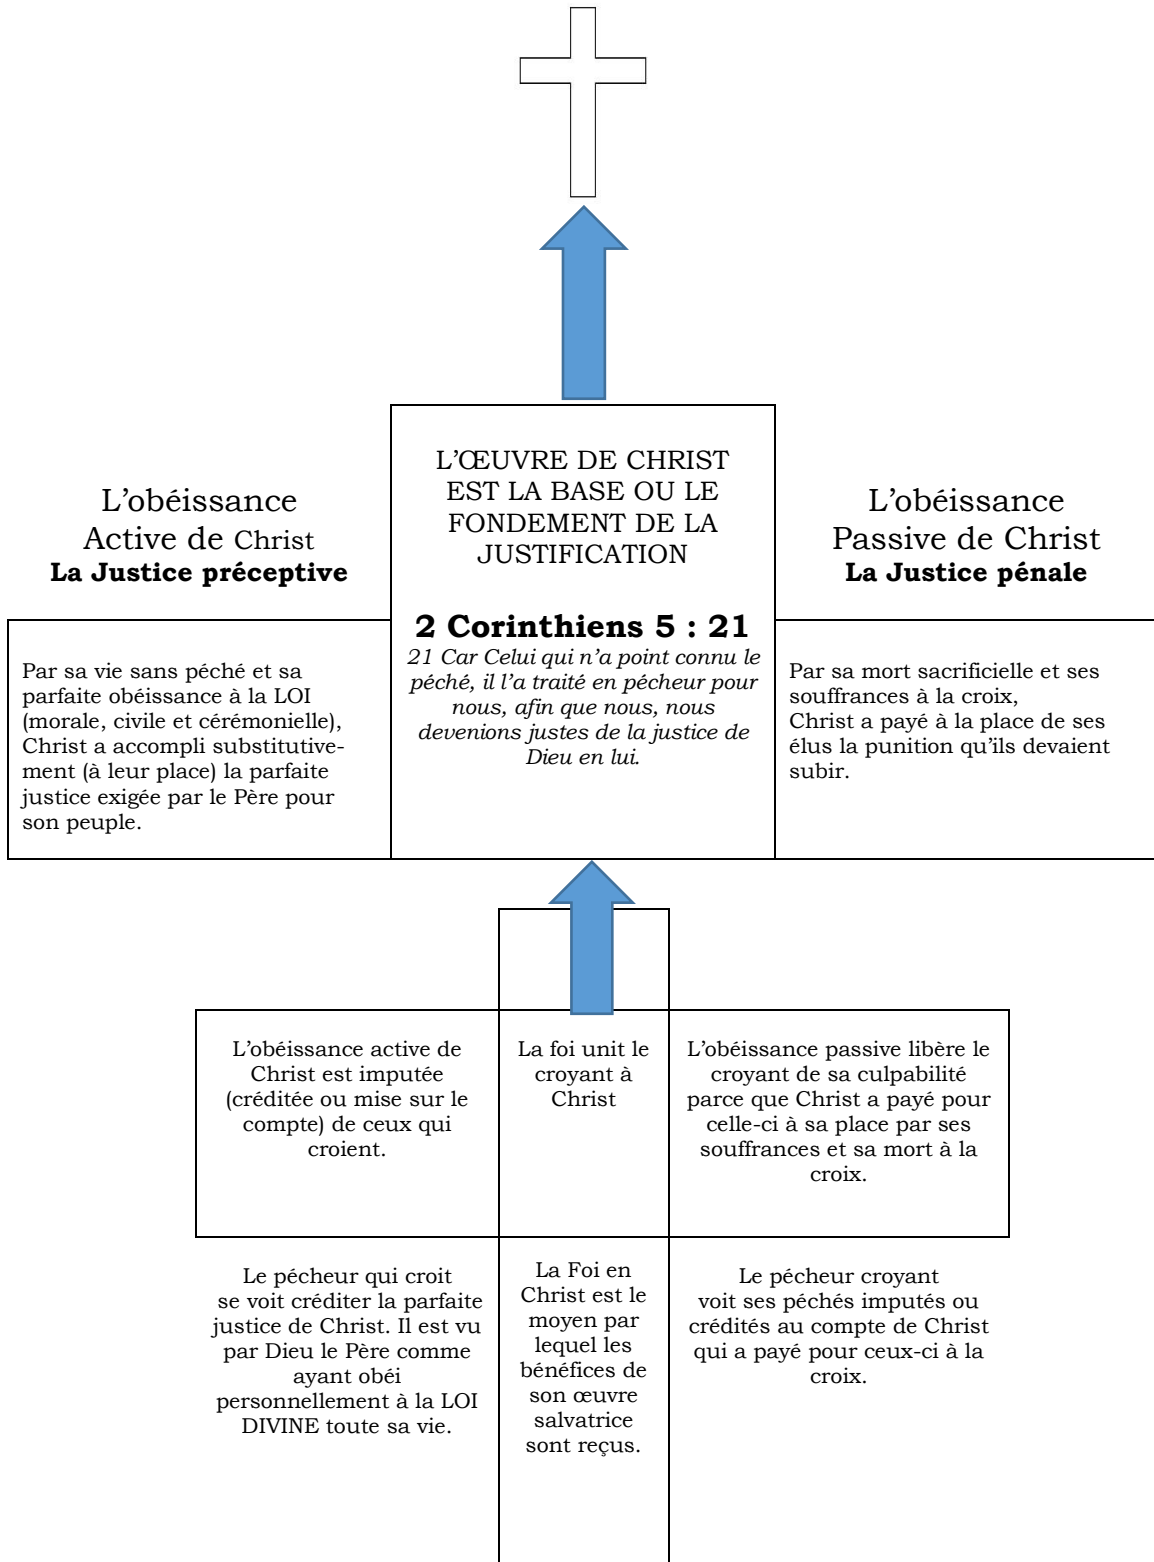 L'obéissance
Active de Christ
La Justice préceptive
Par sa vie sans péché et sa
parfaite obéissance à la LOI
(morale, civile et cérémonielle),
Christ a accompli substitutive-
ment (à leur place) la parfaite
justice exigée par le Père pour
son peuple.
L'ŒUVRE DE CHRIST
EST LA BASE OU LE
FONDEMENT DE LA
JUSTIFICATION
2 Corinthiens 5 : 21
21 Car Celui qui n'a point connu le
péché, il l'a traité en pécheur pour
nous, afin que nous, nous
devenions justes de la justice de
Dieu en lui.
L'obéissance
Passive de Christ
La Justice pénale
Par sa mort sacrificielle et ses
souffrances à la croix,
Christ a payé à la place de ses
élus la punition qu'ils devaient
subir.
L'obéissance active de
Christ est imputée
(créditée ou mise sur le
compte) de ceux qui
croient.
La foi unit le
croyant à
Christ
L'obéissance passive libère le
croyant de sa culpabilité
parce que Christ a payé pour
celle-ci à sa place par ses
souffrances et sa mort à la
croix.
Le pécheur qui croit
se voit créditer la parfaite
justice de Christ. Il est vu
par Dieu le Père comme
ayant obéi
personnellement à la LOI
DIVINE toute sa vie.
La Foi en
Christ est le
moyen par
lequel les
bénéfices de
son œuvre
salvatrice
sont reçus.
Le pécheur croyant
voit ses péchés imputés ou
crédités au compte de Christ
qui a payé pour ceux-ci à la
croix.